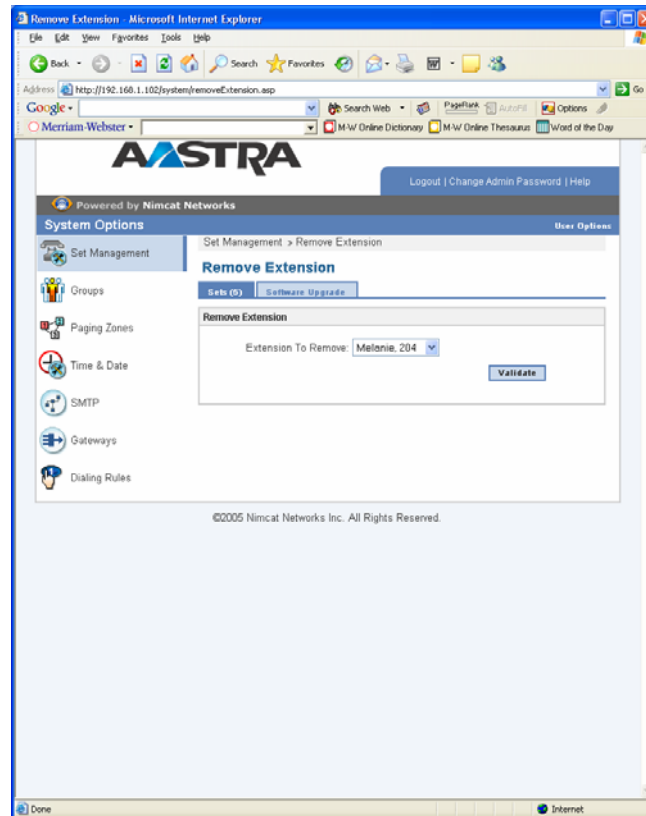 Remove Extension - Microsoft Internet Explorer
File Edit View Favorites Tools Help
Back Search Favorites
Address http://192.168.1.102/system/removeExtension.asp Go
Google Search Web PageRank AutoFill Options
Merriam-Webster M-W Online Dictionary M-W Online Thesaurus Word of the Day
AASTRA
Logout | Change Admin Password | Help
Powered by Nimcat Networks
System Options User Options
Set Management
Groups
Paging Zones
Time & Date
SMTP
Gateways
Dialing Rules
Set Management > Remove Extension
Remove Extension
Sets (5) Software Upgrade
Remove Extension
Extension To Remove: Melanie, 204
Validate
©2005 Nimcat Networks Inc. All Rights Reserved.
Done Internet